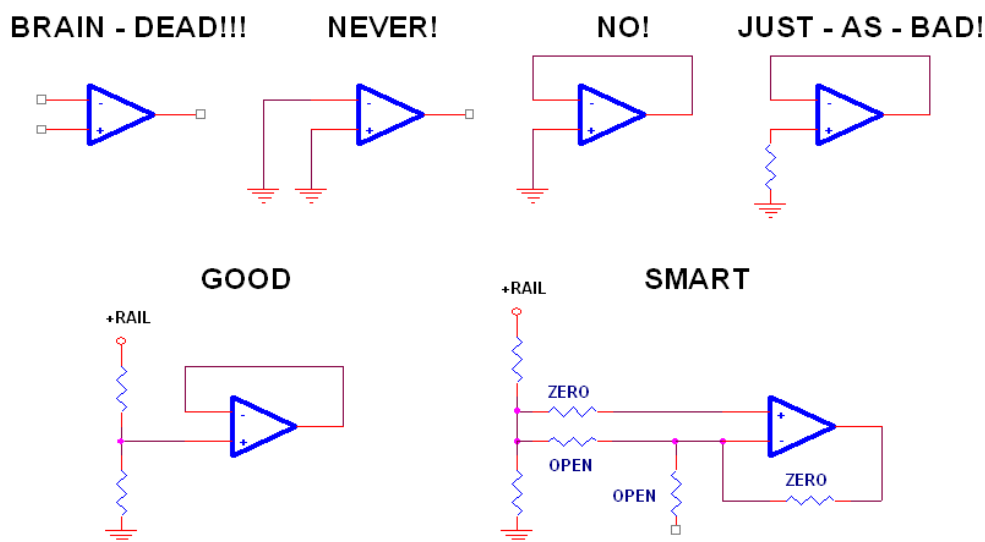 BRAIN - DEAD!!!
NEVER!
NO!
JUST - AS - BAD!
-
+
-
+
-
+
-
+
GOOD
SMART
+RAIL
+RAIL
ZERO
OPEN
OPEN
ZERO
-
+
+
-